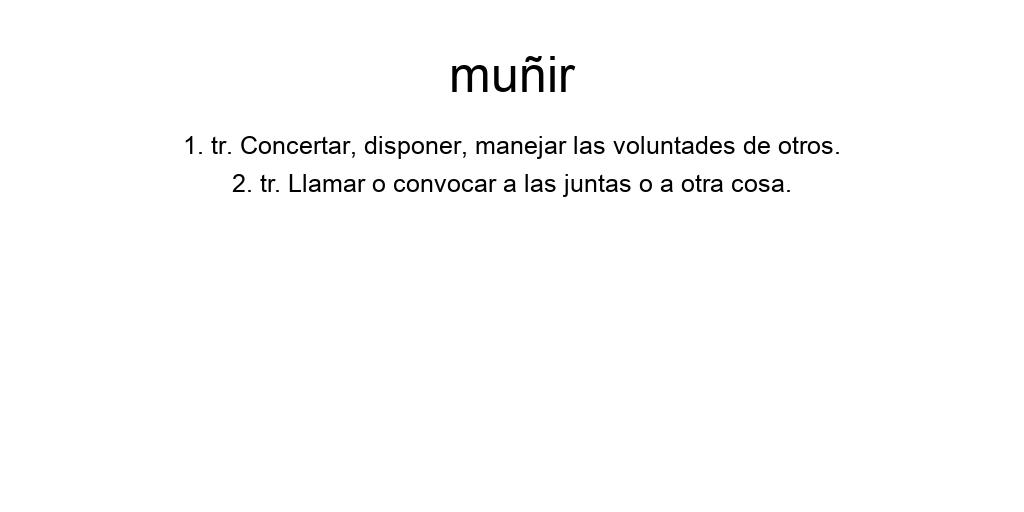 muñir
1. tr. Concertar, disponer, manejar las voluntades de otros.
2. tr. Llamar o convocar a las juntas o a otra cosa.